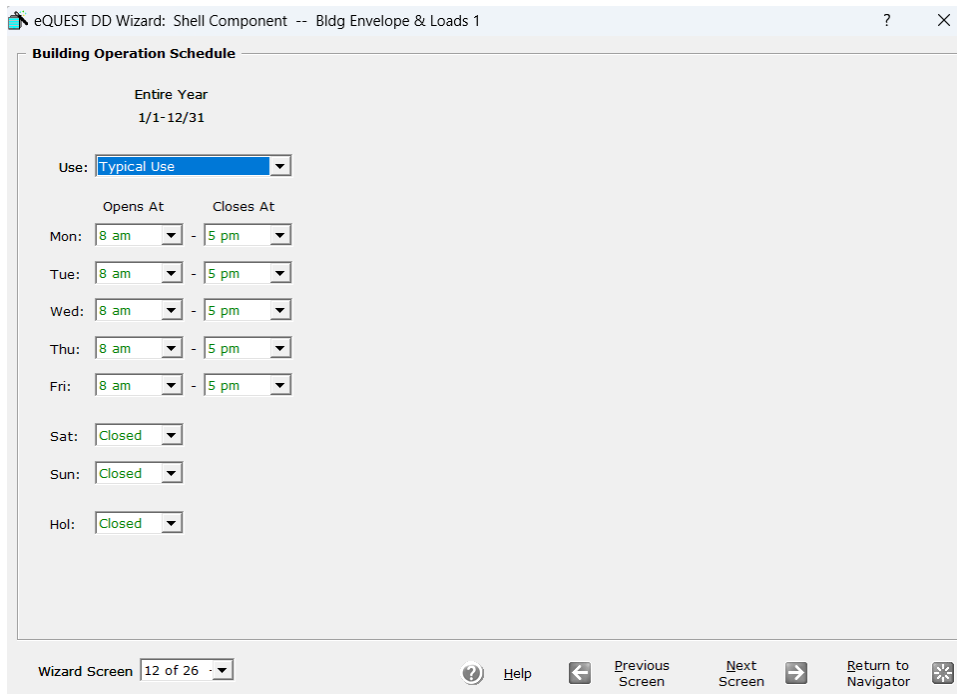 eQUEST DD Wizard: Shell Component -- Bldg Envelope & Loads 1 ? ×
Building Operation Schedule
Entire Year
1/1-12/31
Use: Typical Use
Opens At Closes At
Mon: 8 am - 5 pm
Tue: 8 am - 5 pm
Wed: 8 am - 5 pm
Thu: 8 am - 5 pm
Fri: 8 am - 5 pm
Sat: Closed
Sun: Closed
Hol: Closed
Wizard Screen 12 of 26 -
? Help
Previous Screen
Next Screen
Return to Navigator